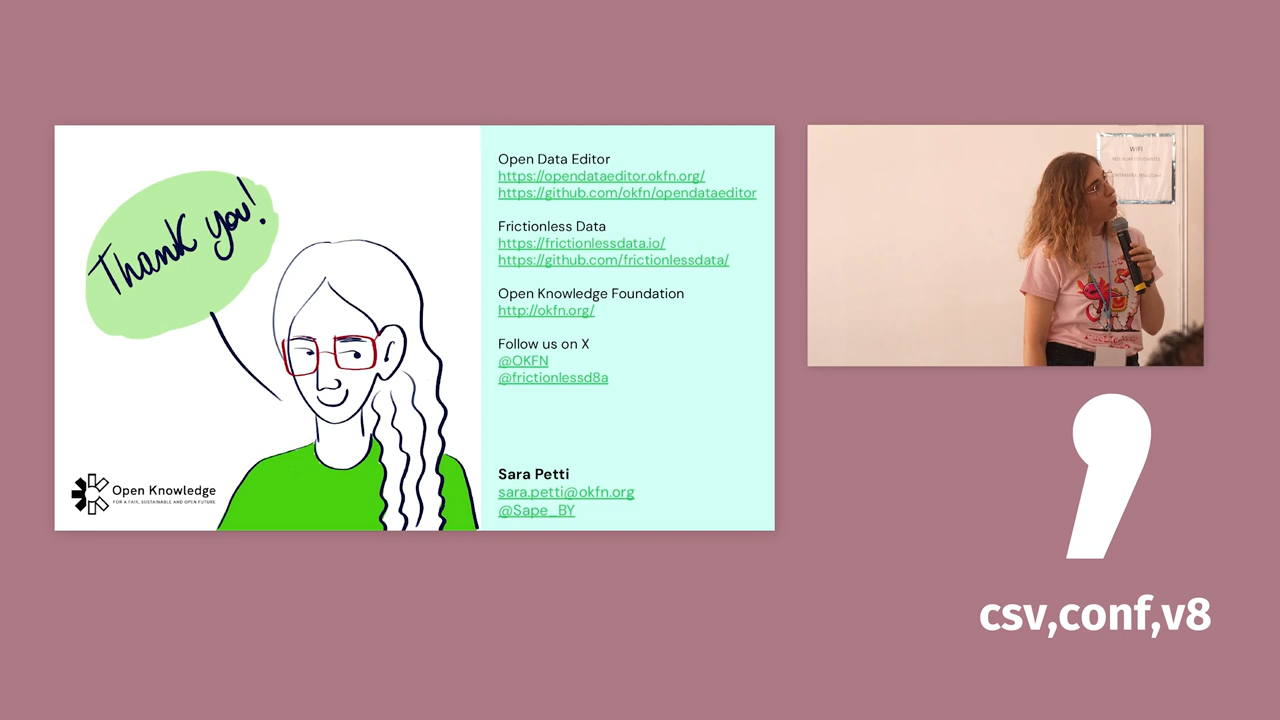 Thank you!
Open Knowledge
FOR A FAIR, SUSTAINABLE AND OPEN FUTURE
Open Data Editor
https://opendataeditor.okfn.org/
https://github.com/okfn/opendataeditor
Frictionless Data
https://frictionlessdata.io/
https://github.com/frictionlessdata/
Open Knowledge Foundation
http://okfn.org/
Follow us on X
@OKFN
@frictionlessd8a
Sara Petti
sara.petti@okfn.org
@Sape_BY
WIFI
csv,conf,v8